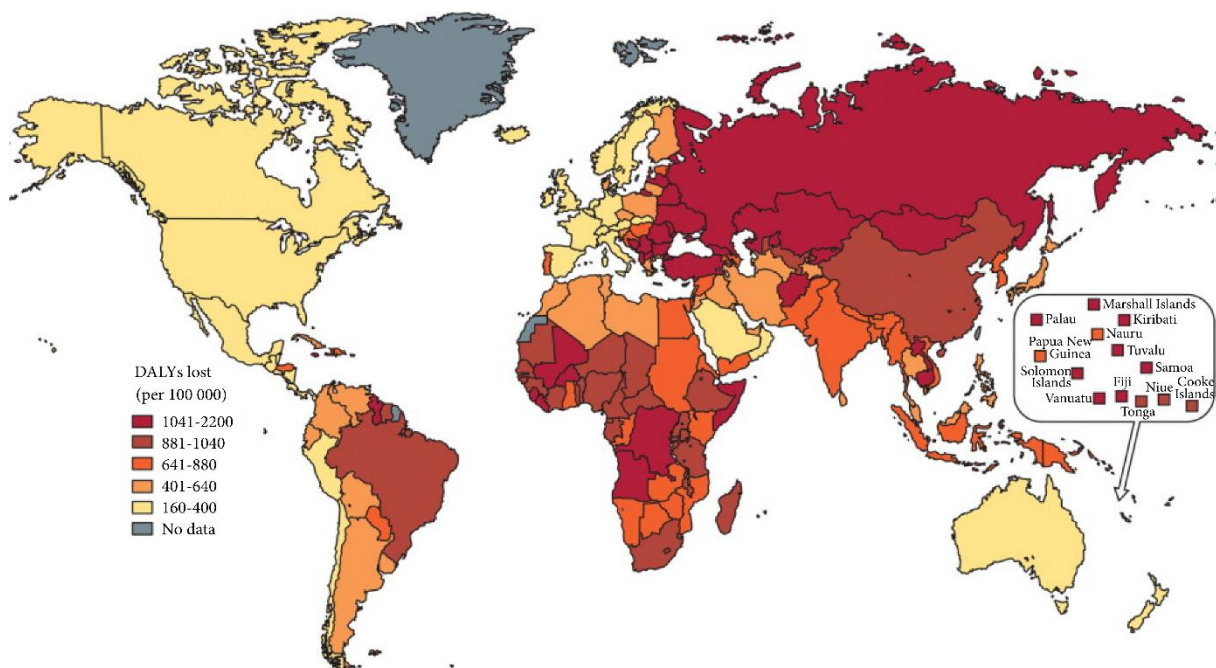 DALYs lost
(per 100 000)
1041-2200
881-1040
641-880
401-640
160-400
No data
Marshall Islands
Palau
Kiribati
Nauru
Papua New
Guinea
Tuvalu
Solomon
Islands
Samoa
Vanuatu
Fiji
Tonga
Niue
Cooke
Islands